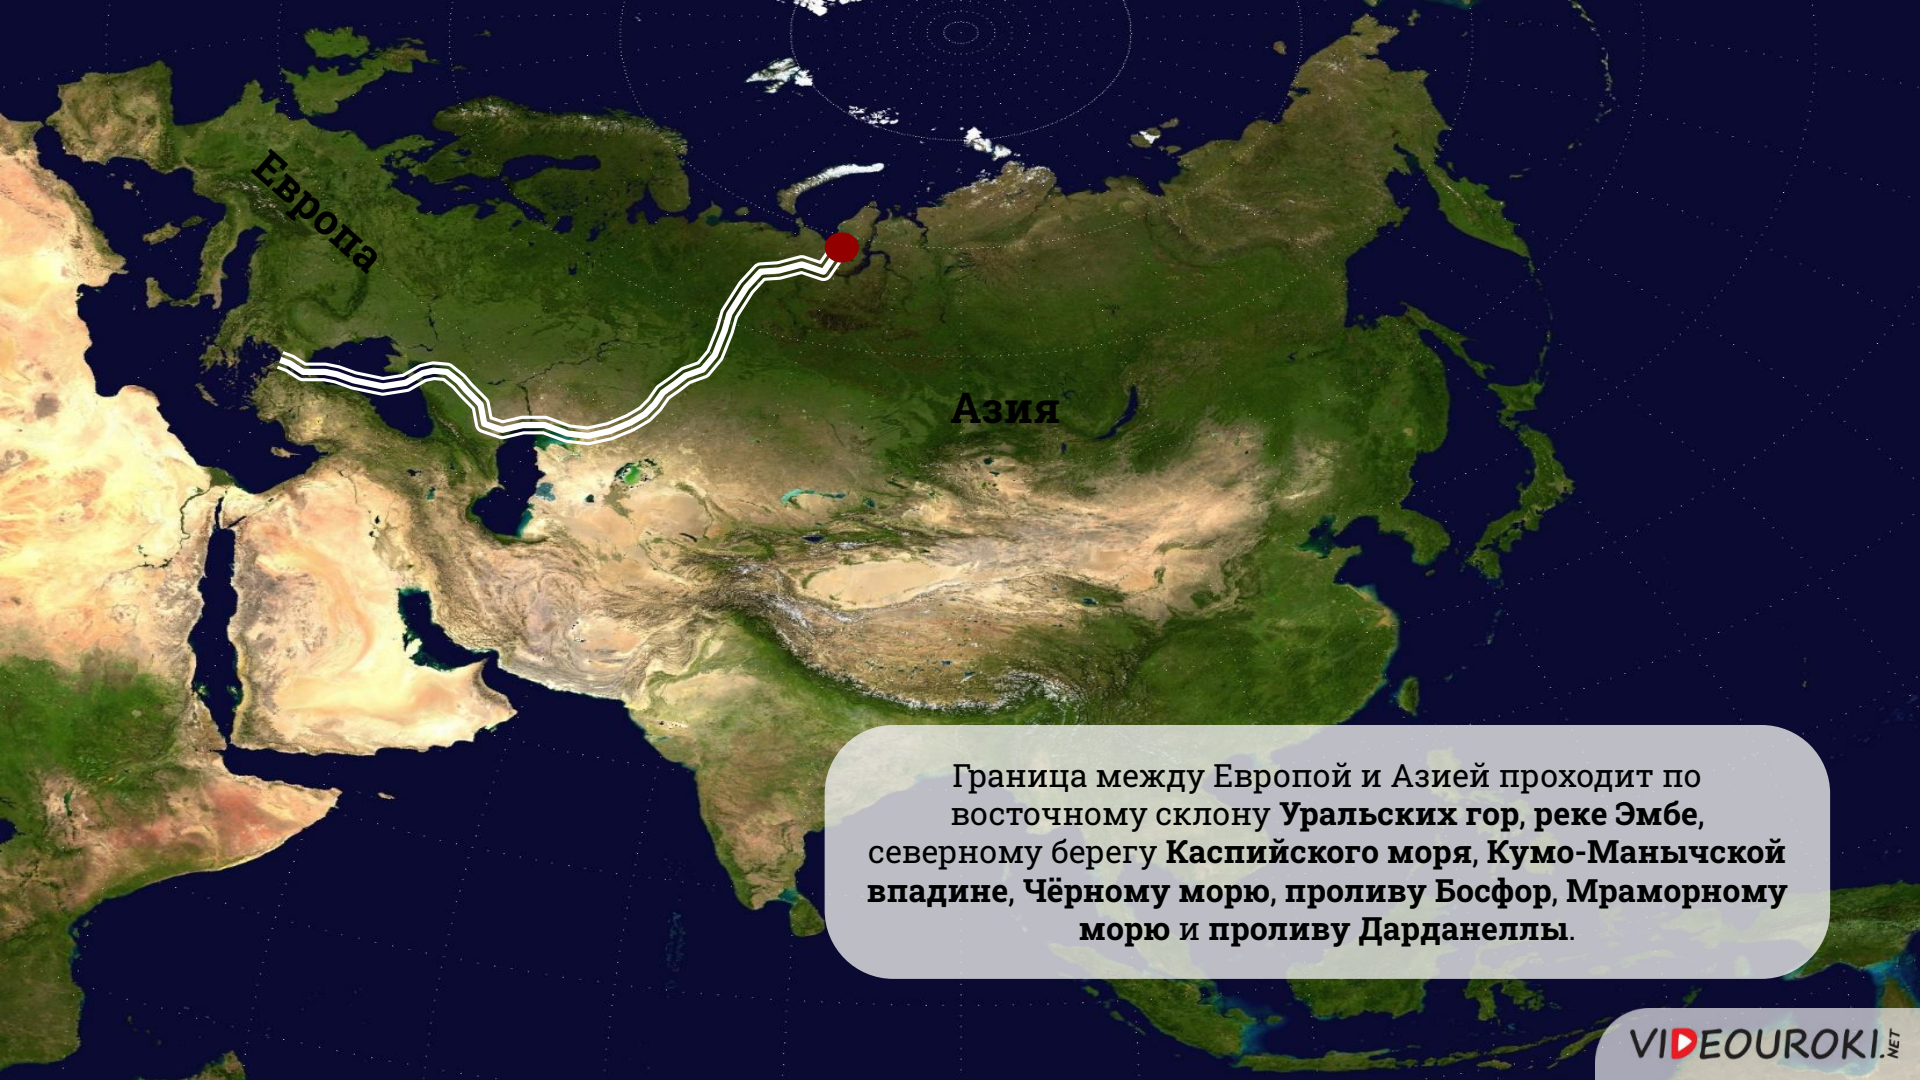 Европа
Азия
Граница между Европой и Азией проходит по
восточному склону Уральских гор, реке Эмбе,
северному берегу Каспийского моря, Кумо-Манычской
впадине, Чёрному морю, проливу Босфор, Мраморному
морю и проливу Дарданеллы.
VIDEOUROKI.NET